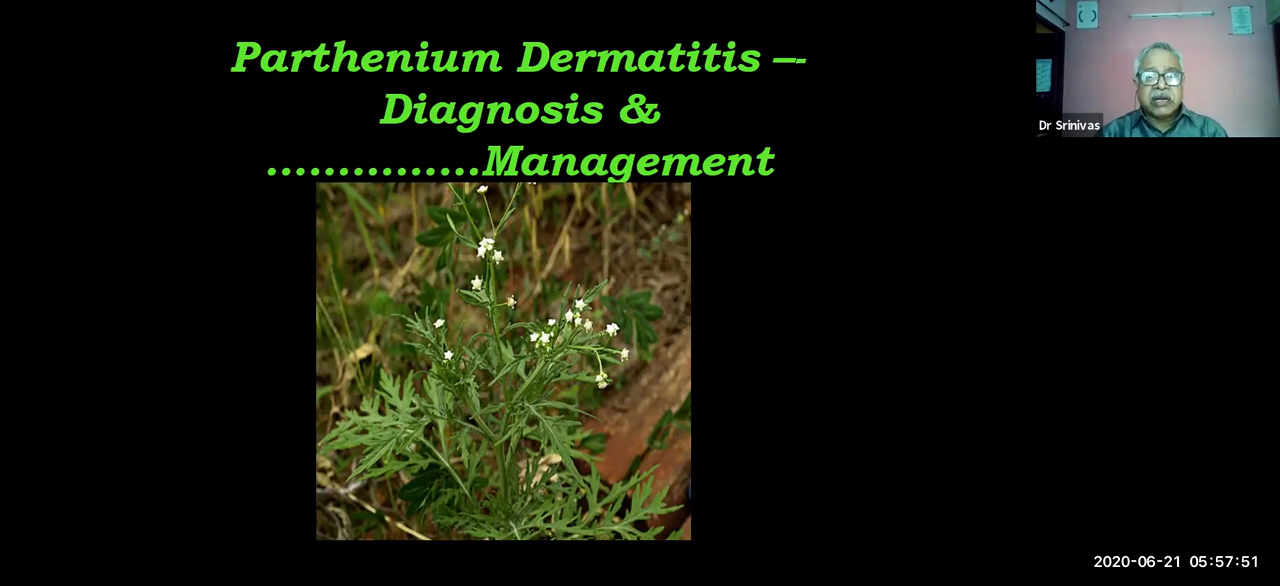 Parthenium Dermatitis –-
Diagnosis &
……………Management
Dr Srinivas
2020-06-21 05:57:51